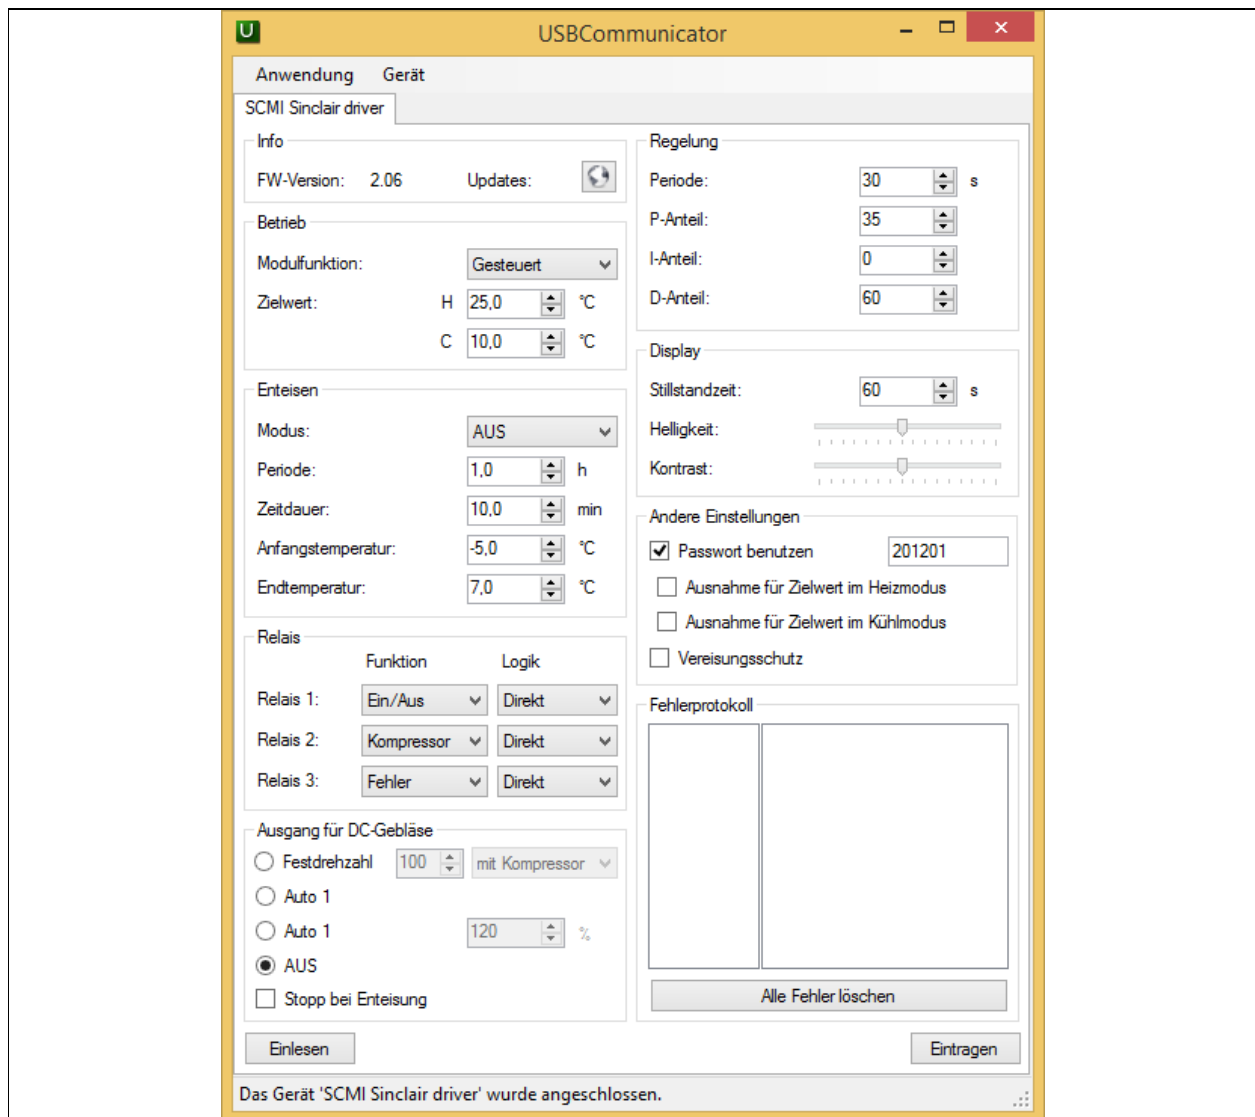 USBCommunicator
Anwendung Gerät
SCMI Sinclair driver
Info
FW-Version: 2.06 Updates:
Betrieb
Modulfunktion: Gesteuert
Zielwert: H 25,0 °C
C 10,0 °C
Enteisen
Modus: AUS
Periode: 1,0 h
Zeitdauer: 10,0 min
Anfangstemperatur: -5,0 °C
Endtemperatur: 7,0 °C
Relais
Funktion Logik
Relais 1: Ein/Aus Direkt
Relais 2: Kompressor Direkt
Relais 3: Fehler Direkt
Ausgang für DC-Gebläse
Festdrehzahl 100 mit Kompressor
Auto 1
Auto 1 120 %
AUS
Stopp bei Enteisung
Regelung
Periode: 30 s
P-Anteil: 35
I-Anteil: 0
D-Anteil: 60
Display
Stillstandzeit: 60 s
Helligkeit:
Kontrast:
Andere Einstellungen
Passwort benutzen 201201
Ausnahme für Zielwert im Heizmodus
Ausnahme für Zielwert im Kühlmodus
Vereisungsschutz
Fehlerprotokoll
Alle Fehler löschen
Einlesen Eintragen
Das Gerät 'SCMI Sinclair driver' wurde angeschlossen.